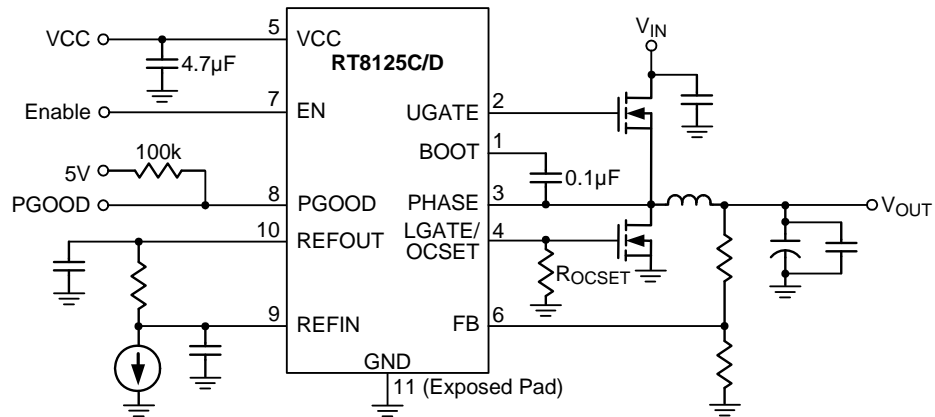 VCC
4.7µF
Enable
5V
100k
PGOOD
5
7
8
10
9
VCC
RT8125C/D
EN
PGOOD
REFOUT
REFIN
UGATE
BOOT
PHASE
LGATE/
OCSET
FB
GND
11 (Exposed Pad)
2
1
3
4
6
VIN
0.1µF
ROCSET
VOUT